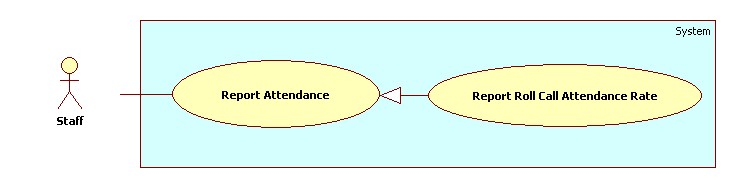 System
Report Attendance
Report Roll Call Attendance Rate
Staff